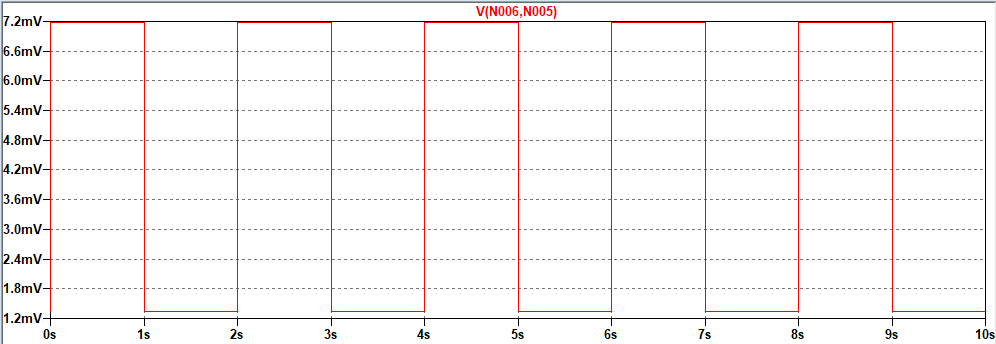 V(N006,N005)
7.2mV
6.6mV
6.0mV
5.4mV
4.8mV
4.2mV
3.6mV
3.0mV
2.4mV
1.8mV
1.2mV
0s 1s 2s 3s 4s 5s 6s 7s 8s 9s 10s